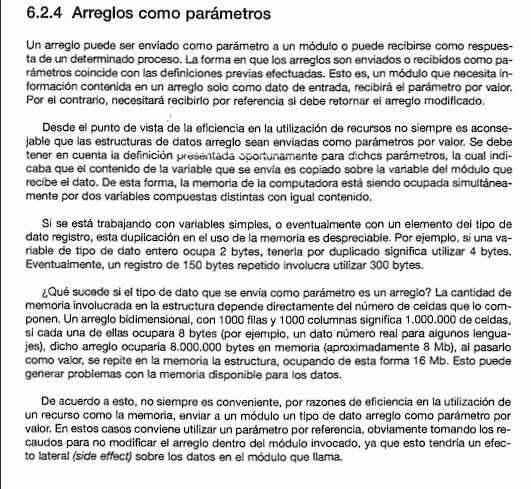 6.2.4 Arreglos como parámetros
Un arreglo puede ser enviado como parámetro a un módulo o puede recibirse como respues-
ta de un determinado proceso. La forma en que los arreglos son enviados o recibidos como pa-
rámetros coincide con las definiciones previas efectuadas. Esto es, un módulo que necesita in-
formación contenida en un arreglo solo como dato de entrada, recibirá el parámetro por valor.
Por el contrario, necesitará recibirlo por referencia si debe retornar el arreglo modificado.
Desde el punto de vista de la eficiencia en la utilización de recursos no siempre es aconse-
jable que las estructuras de datos arreglo sean enviadas como parámetros por valor. Se debe
tener en cuenta la definición presentada oportunamente para dichos parámetros, la cual indi-
caba que el contenido de la variable que se envía es copiado sobre la variable del módulo que
recibe el dato. De esta forma, la memoria de la computadora está siendo ocupada simultánea-
mente por dos variables compuestas distintas con igual contenido.
Si se está trabajando con variables simples, o eventualmente con un elemento del tipo de
dato registro, esta duplicación en el uso de la memoria es despreciable. Por ejemplo, si una va-
riable de tipo de dato entero ocupa 2 bytes, tenerla por duplicado significa utilizar 4 bytes.
Eventualmente, un registro de 150 bytes repetido involucra utilizar 300 bytes.
¿Qué sucede si el tipo de dato que se envía como parámetro es un arreglo? La cantidad de
memoria involucrada en la estructura depende directamente del número de celdas que lo com-
ponen. Un arreglo bidimensional, con 1000 filas y 1000 columnas significa 1.000.000 de celdas,
si cada una de ellas ocupara 8 bytes (por ejemplo, un dato número real para algunos lengua-
jes), dicho arreglo ocuparía 8.000.000 bytes en memoria (aproximadamente 8 Mb), al pasarlo
como valor, se repite en la memoria la estructura, ocupando de esta forma 16 Mb. Esto puede
generar problemas con la memoria disponible para los datos.
De acuerdo a esto, no siempre es conveniente, por razones de eficiencia en la utilización de
un recurso como la memoria, enviar a un módulo un tipo de dato arreglo como parámetro por
valor. En estos casos conviene utilizar un parámetro por referencia, obviamente tomando los re-
caudos para no modificar el arreglo dentro del módulo invocado, ya que esto tendría un efec-
to lateral (side effect) sobre los datos en el módulo que llama.